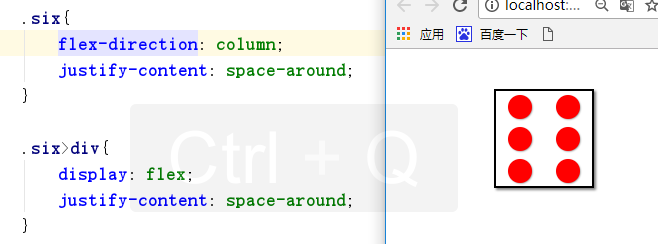 .six{
flex-direction: column;
justify-content: space-around;
}
.six>div{
display: flex;
justify-content: space-around;
}
Ctrl + Q
localhost:...
应用 百度一下